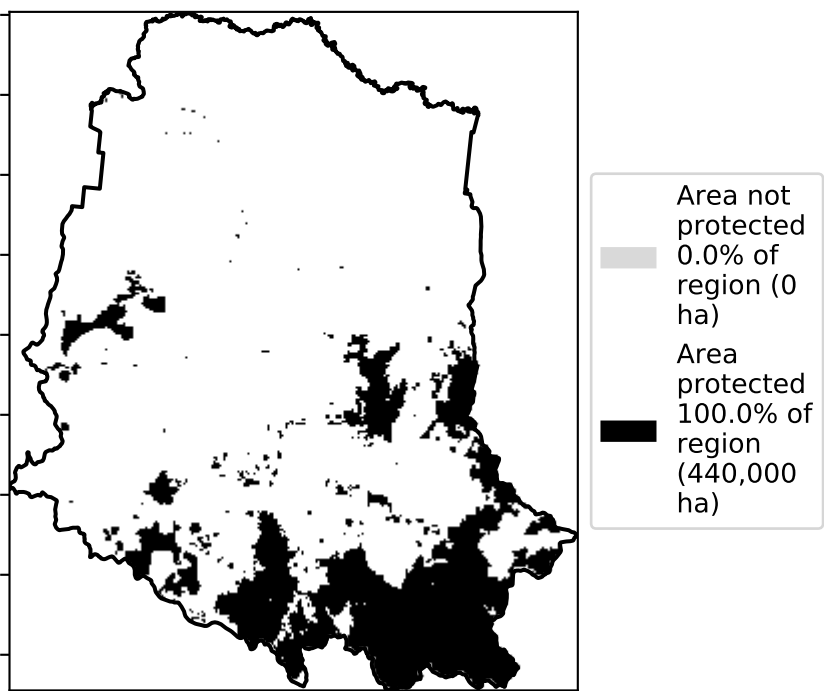 Area not
protected
0.0% of
region (0
ha)
Area
protected
100.0% of
region
(440,000
ha)